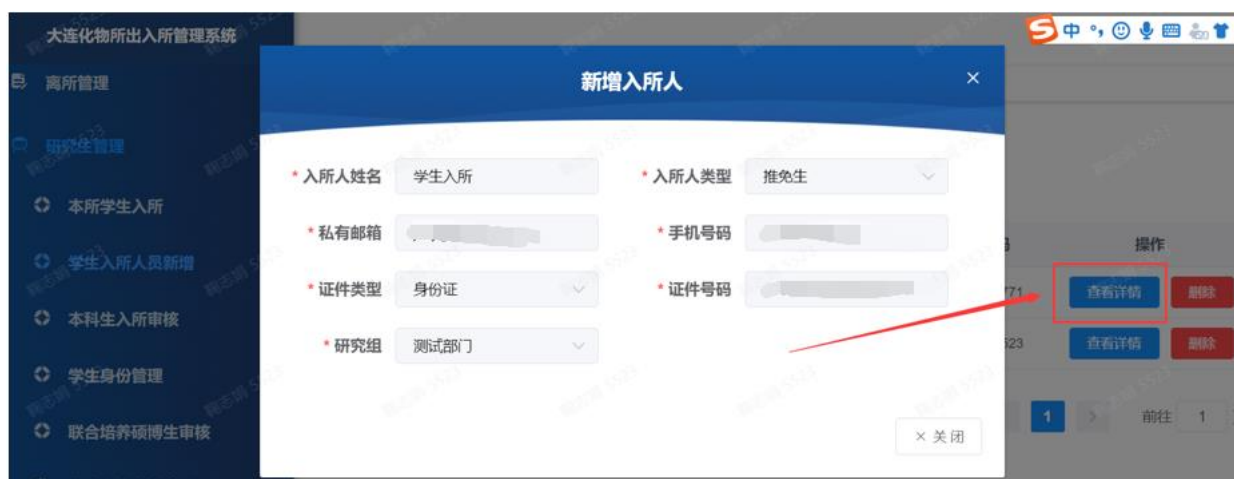 大连化物所出入所管理系统
中
离所管理
研究生管理
本所学生入所
学生入所人员新增
本科生入所审核
学生身份管理
联合培养硕博生审核
新增入所人
* 入所人姓名 学生入所 * 入所人类型 推免生
* 私有邮箱 * 手机号码
* 证件类型 身份证 * 证件号码
* 研究组 测试部门
× 关闭
操作
771 查看详情 删除
523 查看详情 删除
1 > 前往 1